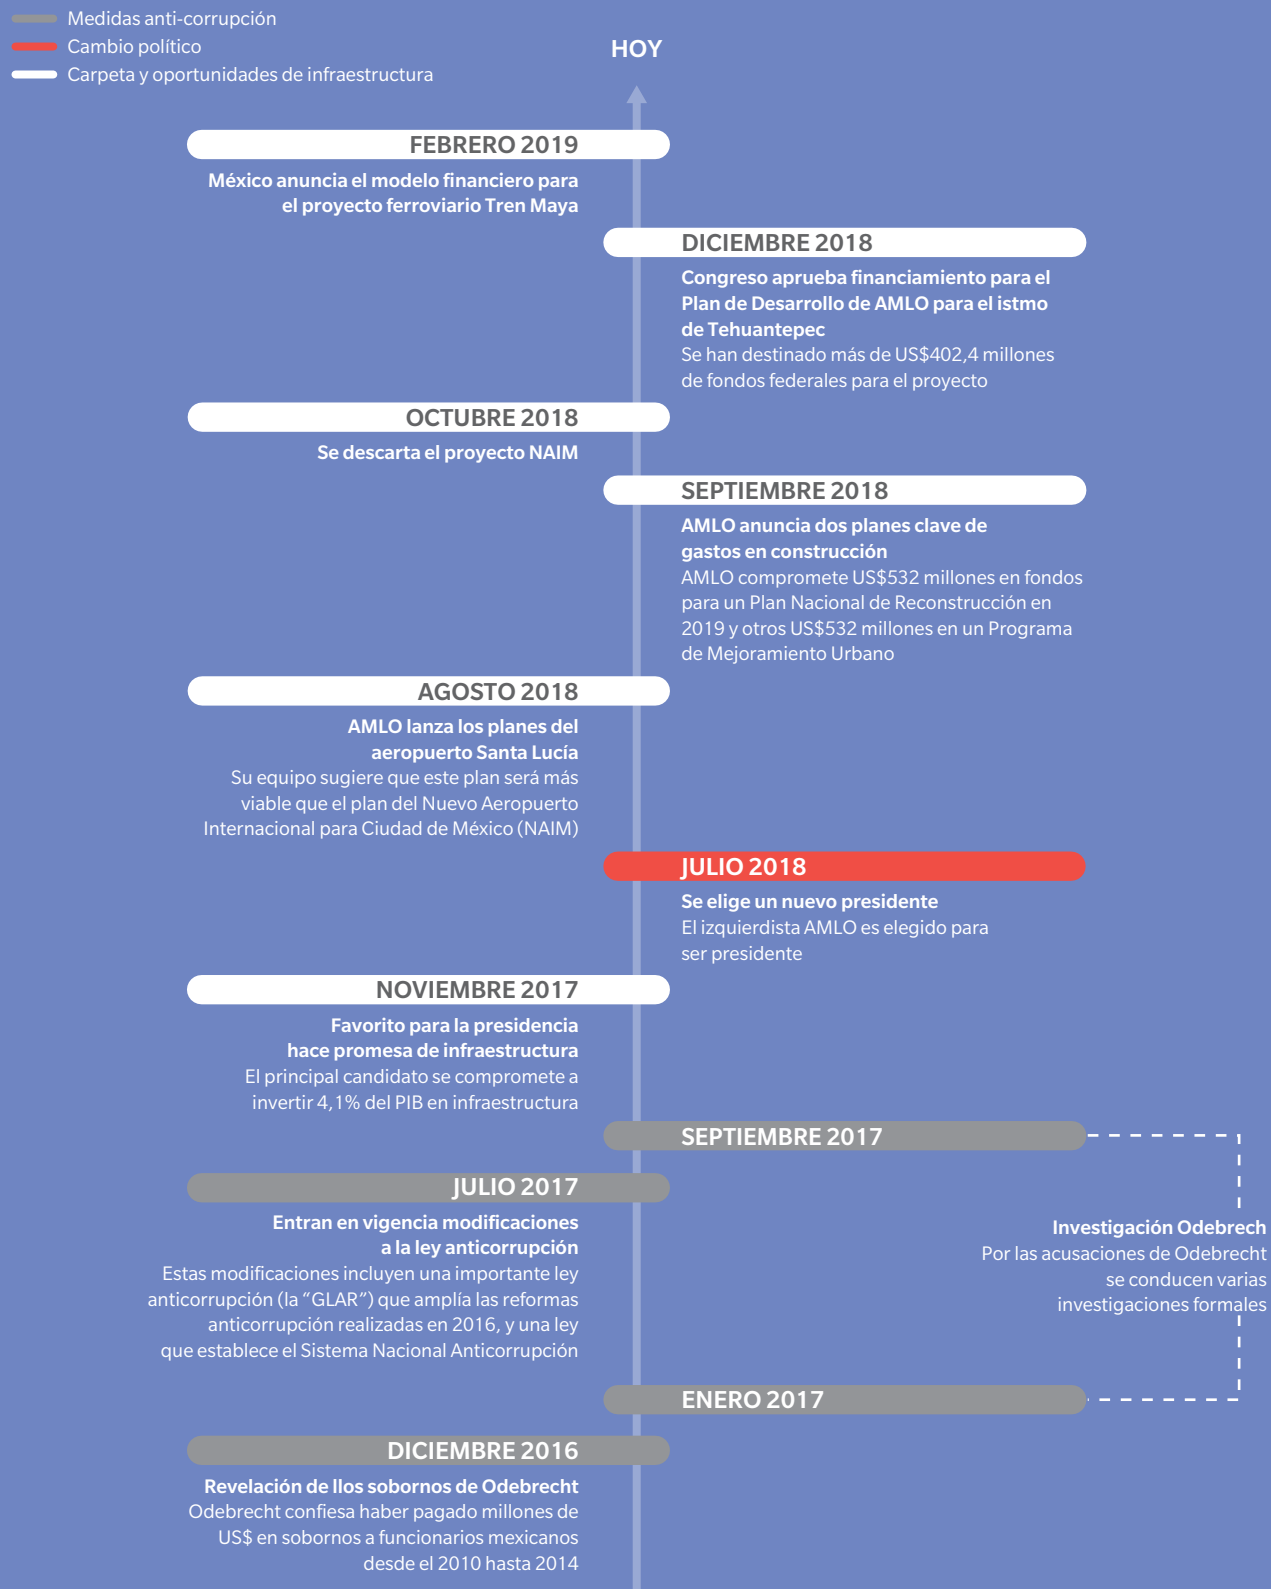 Medidas anti-corrupción
Cambio político
Carpeta y oportunidades de infraestructura
HOY
FEBRERO 2019
México anuncia el modelo financiero para
el proyecto ferroviario Tren Maya
DICIEMBRE 2018
Congreso aprueba financiamiento para el
Plan de Desarrollo de AMLO para el istmo
de Tehuantepec
Se han destinado más de US$402,4 millones
de fondos federales para el proyecto
OCTUBRE 2018
Se descarta el proyecto NAIM
SEPTIEMBRE 2018
AMLO anuncia dos planes clave de
gastos en construcción
AMLO compromete US$532 millones en fondos
para un Plan Nacional de Reconstrucción en
2019 y otros US$532 millones en un Programa
de Mejoramiento Urbano
AGOSTO 2018
AMLO lanza los planes del
aeropuerto Santa Lucía
Su equipo sugiere que este plan será más
viable que el plan del Nuevo Aeropuerto
Internacional para Ciudad de México (NAIM)
JULIO 2018
Se elige un nuevo presidente
El izquierdista AMLO es elegido para
ser presidente
NOVIEMBRE 2017
Favorito para la presidencia
hace promesa de infraestructura
El principal candidato se compromete a
invertir 4,1% del PIB en infraestructura
SEPTIEMBRE 2017
JULIO 2017
Entran en vigencia modificaciones
a la ley anticorrupción
Estas modificaciones incluyen una importante ley
anticorrupción (la “GLAR”) que amplía las reformas
anticorrupción realizadas en 2016, y una ley
que establece el Sistema Nacional Anticorrupción
Investigación Odebrech
Por las acusaciones de Odebrecht
se conducen varias
investigaciones formales
ENERO 2017
DICIEMBRE 2016
Revelación de llos sobornos de Odebrecht
Odebrecht confiesa haber pagado millones de
US$ en sobornos a funcionarios mexicanos
desde el 2010 hasta 2014